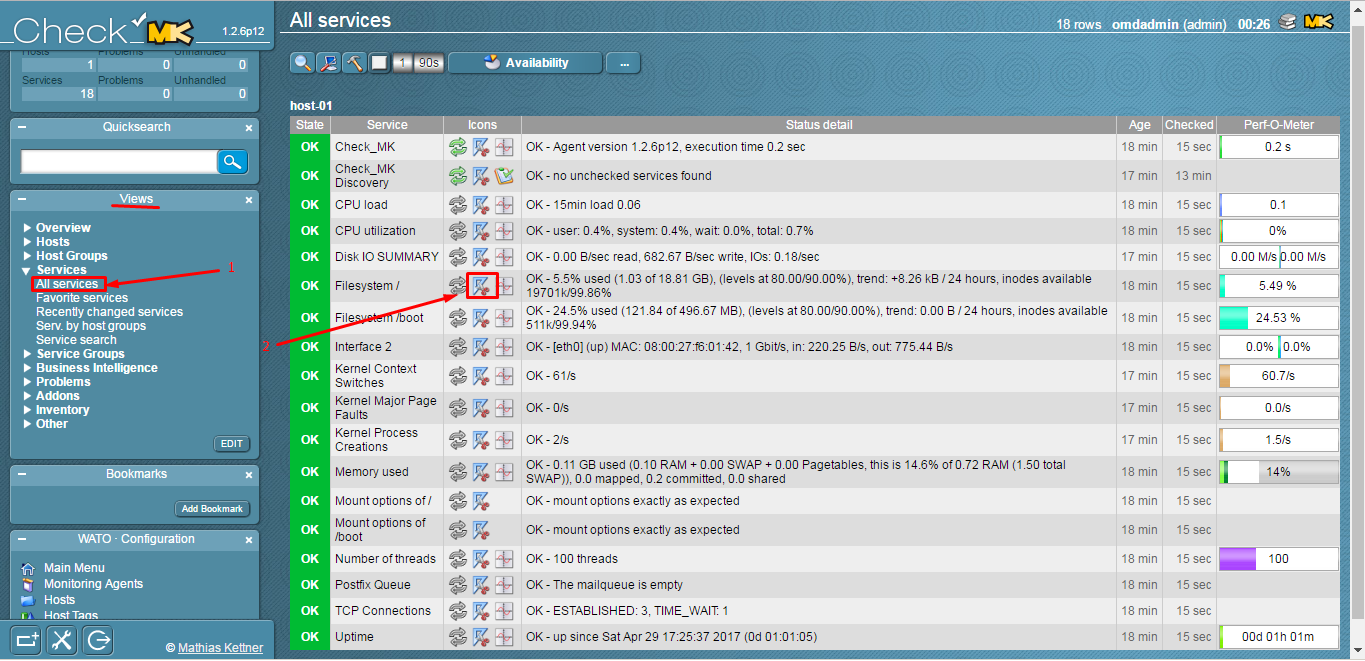 Check MK 1.2.6p12
Hosts Problems Unhandled
1 0 0
Services Problems Unhandled
18 0 0
Quicksearch
Views
Overview
Hosts
Host Groups
Services
All services
Favorite services
Recently changed services
Serv. by host groups
Service search
Service Groups
Business Intelligence
Problems
Addons
Inventory
Other
EDIT
Bookmarks
Add Bookmark
WATO · Configuration
Main Menu
Monitoring Agents
Hosts
Host Tags
© Mathias Kettner
1
2
All services
18 rows omdadmin (admin) 00:26 MK
1 90s Availability ...
host-01
State Service Icons Status detail Age Checked Perf-O-Meter
OK Check_MK OK - Agent version 1.2.6p12, execution time 0.2 sec 18 min 15 sec 0.2 s
OK Check_MK
Discovery OK - no unchecked services found 17 min 13 min
OK CPU load OK - 15min load 0.06 18 min 15 sec 0.1
OK CPU utilization OK - user: 0.4%, system: 0.4%, wait: 0.0%, total: 0.7% 18 min 15 sec 0%
OK Disk IO SUMMARY OK - 0.00 B/sec read, 682.67 B/sec write, IOs: 0.18/sec 18 min 15 sec 0.00 M/s 0.00 M/s
OK Filesystem / OK - 5.5% used (1.03 of 18.81 GB), (levels at 80.00/90.00%), trend: +8.26 kB / 24 hours, inodes available
19701k/99.86% 18 min 15 sec 5.49 %
OK Filesystem /boot OK - 24.5% used (121.84 of 496.67 MB), (levels at 80.00/90.00%), trend: 0.00 B / 24 hours, inodes available
511k/99.94% 18 min 15 sec 24.53 %
OK Interface 2 OK - [eth0] (up) MAC: 08:00:27:f6:01:42, 1 Gbit/s, in: 220.25 B/s, out: 775.44 B/s 18 min 15 sec 0.0% 0.0%
OK Kernel Context
Switches OK - 61/s 17 min 15 sec 60.7/s
OK Kernel Major Page
Faults OK - 0/s 17 min 15 sec 0.0/s
OK Kernel Process
Creations OK - 2/s 17 min 15 sec 1.5/s
OK Memory used OK - 0.11 GB used (0.10 RAM + 0.00 SWAP + 0.00 Pagetables, this is 14.6% of 0.72 RAM (1.50 total
SWAP)), 0.0 mapped, 0.2 committed, 0.0 shared 18 min 15 sec 14%
OK Mount options of / OK - mount options exactly as expected 18 min 15 sec
OK Mount options of
/boot OK - mount options exactly as expected 18 min 15 sec
OK Number of threads OK - 100 threads 18 min 15 sec 100
OK Postfix Queue OK - The mailqueue is empty 18 min 15 sec
OK TCP Connections OK - ESTABLISHED: 3, TIME_WAIT: 1 18 min 15 sec
OK Uptime OK - up since Sat Apr 29 17:25:37 2017 (0d 01:01:05) 18 min 15 sec 00d 01h 01m